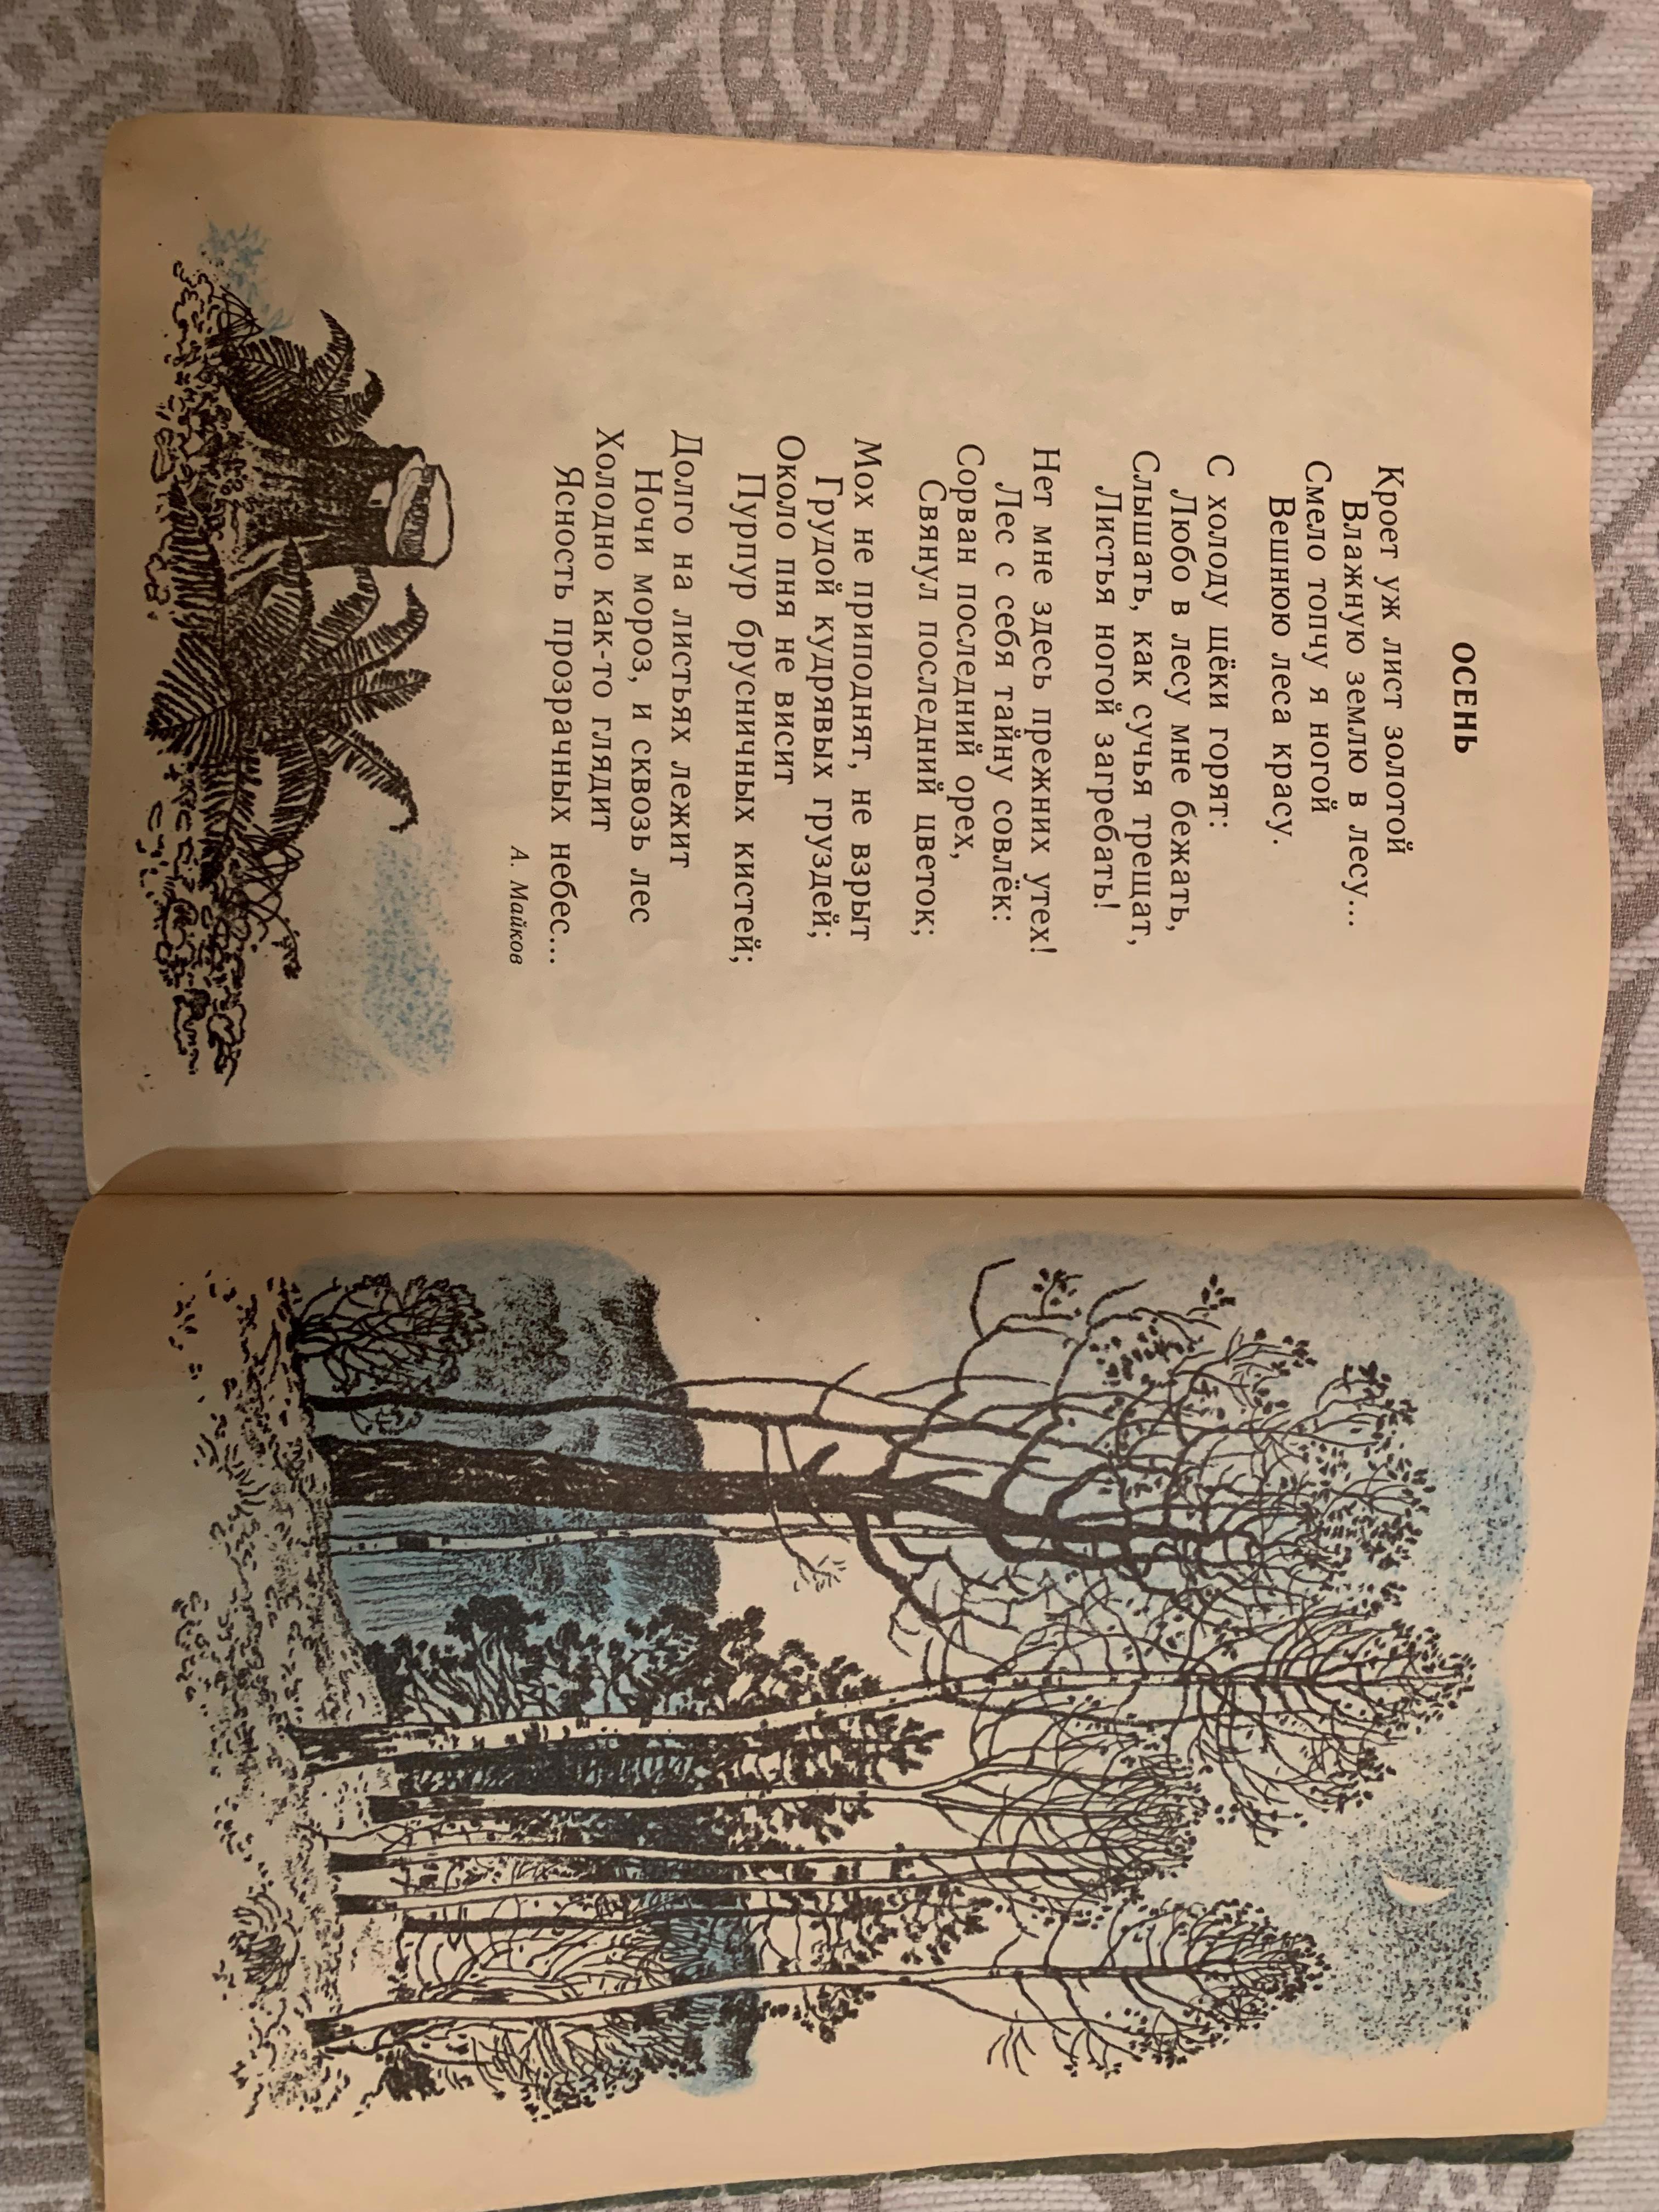 ОСЕНЬ
Кроет уж лист золотой
Влажную землю в лесу...
Смело топчу я ногой
Вешнюю леса красу.
С холоду щёки горят:
Любо в лесу мне бежать,
Слышать, как сучья трещат,
Листья ногой загребать!
Нет мне здесь прежних утех!
Лес с себя тайну совлёк:
Сорван последний орех,
Свянул последний цветок;
Мох не приподнят, не взрыт
Грудой кудрявых груздей;
Около пня не висит
Пурпур брусничных кистей;
Долго на листьях лежит
Ночи мороз, и сквозь лес
Холодно как-то глядит
Ясность прозрачных небес...
А. Майков